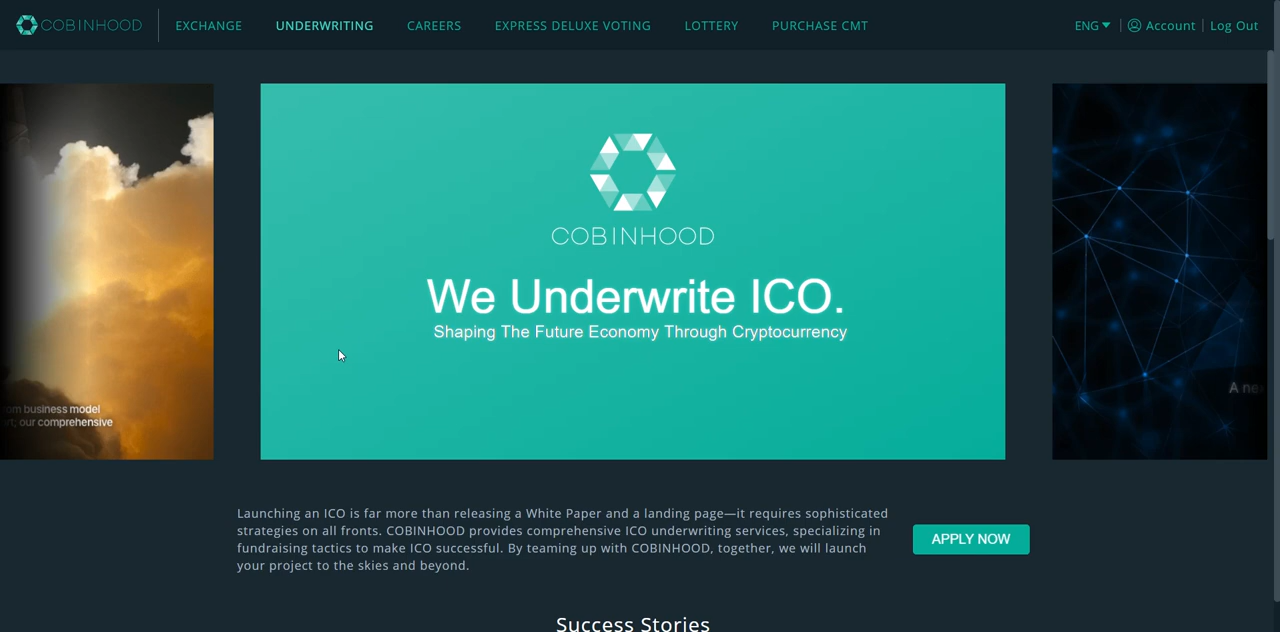 COBINHOOD EXCHANGE UNDERWRITING CAREERS EXPRESS DELUXE VOTING LOTTERY PURCHASE CMT ENG Account Log Out
COBINHOOD
We Underwrite ICO.
Shaping The Future Economy Through Cryptocurrency
business model
our comprehensive
A
Launching an ICO is far more than releasing a White Paper and a landing page—it requires sophisticated
strategies on all fronts. COBINHOOD provides comprehensive ICO underwriting services, specializing in
fundraising tactics to make ICO successful. By teaming up with COBINHOOD, together, we will launch
your project to the skies and beyond.
APPLY NOW
Success Stories